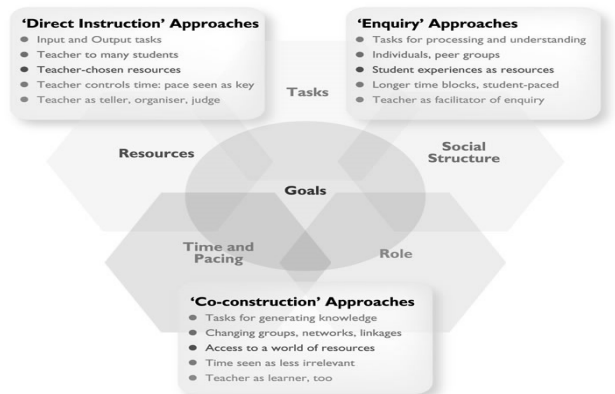 'Direct Instruction' Approaches
Input and Output tasks
Teacher to many students
Teacher-chosen resources
Teacher controls time: pace seen as key
Teacher as teller, organiser, judge
'Enquiry' Approaches
Tasks for processing and understanding
Individuals, peer groups
Student experiences as resources
Longer time blocks, student-paced
Teacher as facilitator of enquiry
Tasks
Resources
Social
Structure
Goals
Time and
Pacing
Role
'Co-construction' Approaches
Tasks for generating knowledge
Changing groups, networks, linkages
Access to a world of resources
Time seen as less irrelevant
Teacher as learner, too